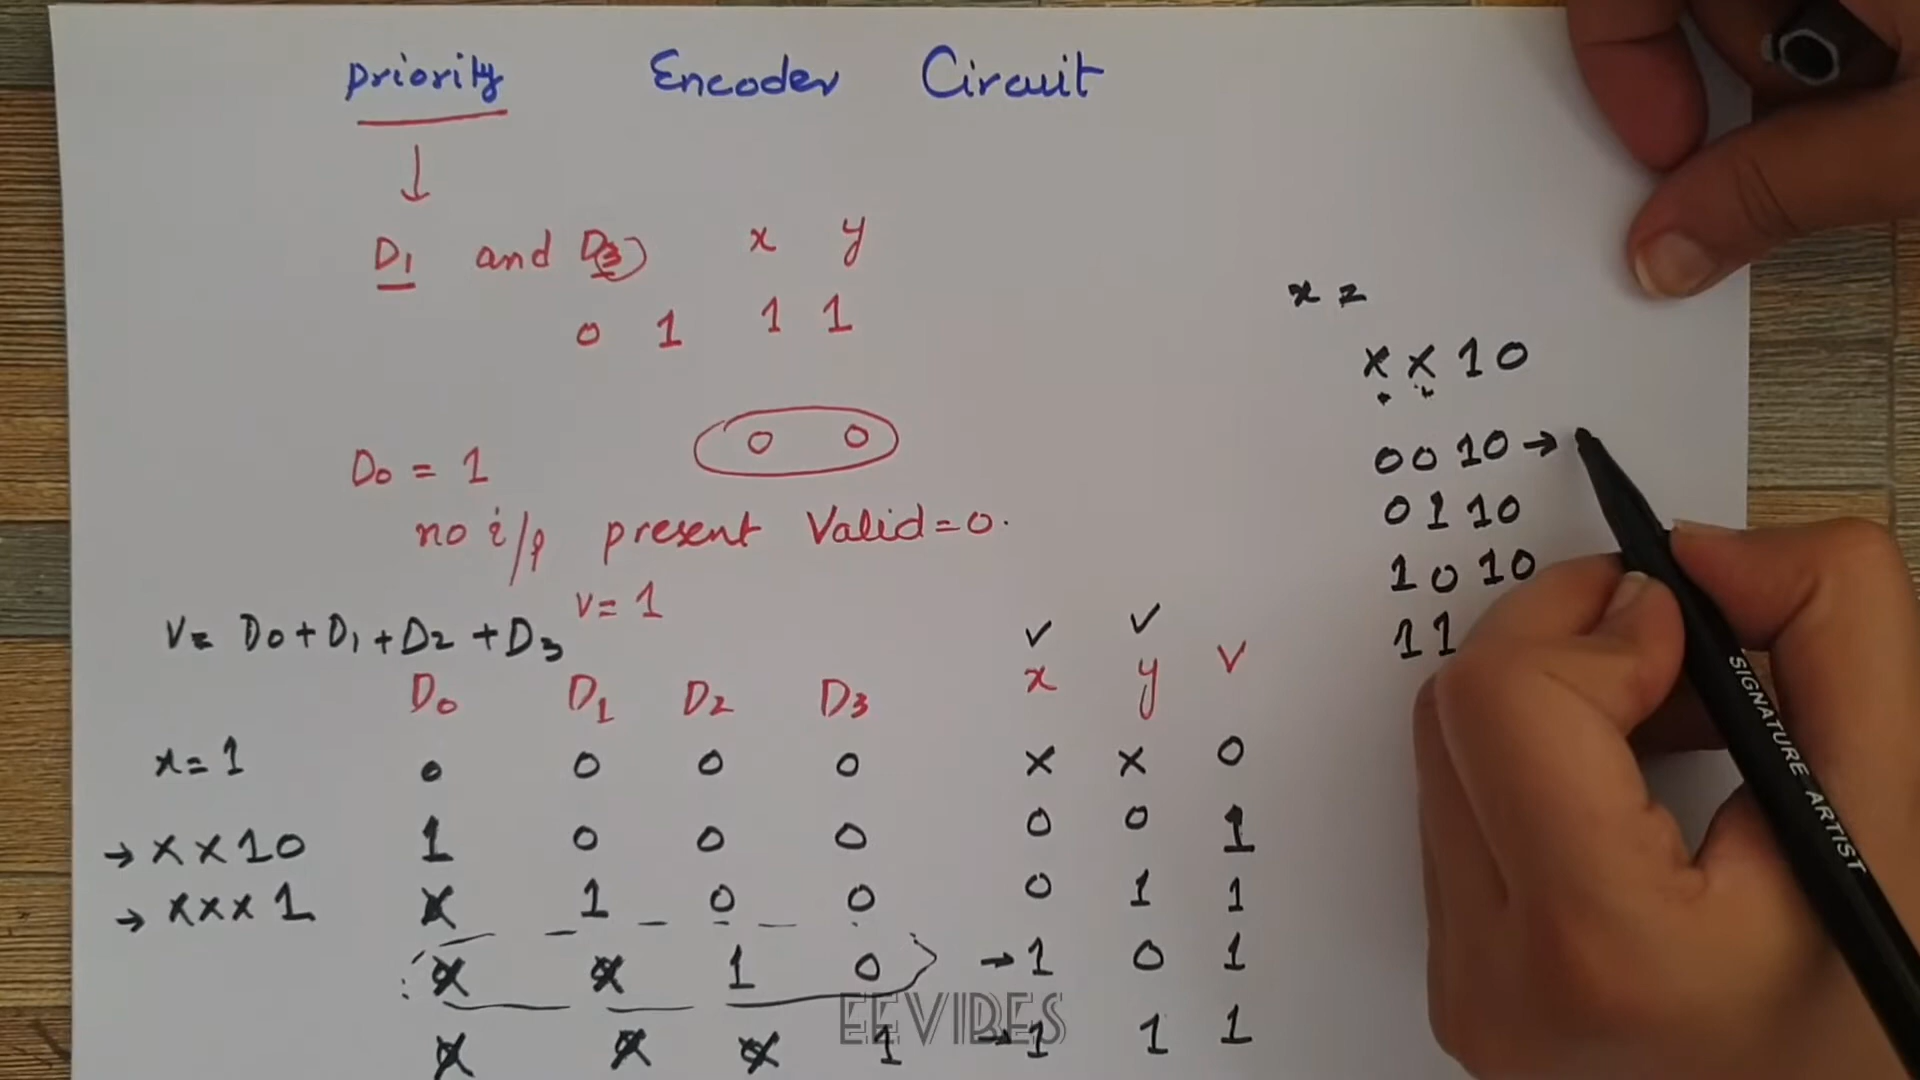 priority Encoder Circuit
↓
D1 and D3 x y
0 1 1 1
x =
x x 1 0
0 0 1 0 →
0 1 1 0
1 0 1 0
1 1
0 0
D0 = 1
no i/p present Valid=0.
v= 1
V= D0+D1+D2+D3
✓ ✓
D0 D1 D2 D3 x y v
x=1 0 0 0 0 x x 0
→ x x 1 0 1 0 0 0 0 0 1
→ x x x 1 x 1 0 0 0 1 1
x x 1 0 → 1 0 1
x x x 1 → 1 1 1
EEVIBES
SIGNATURE ARTIST